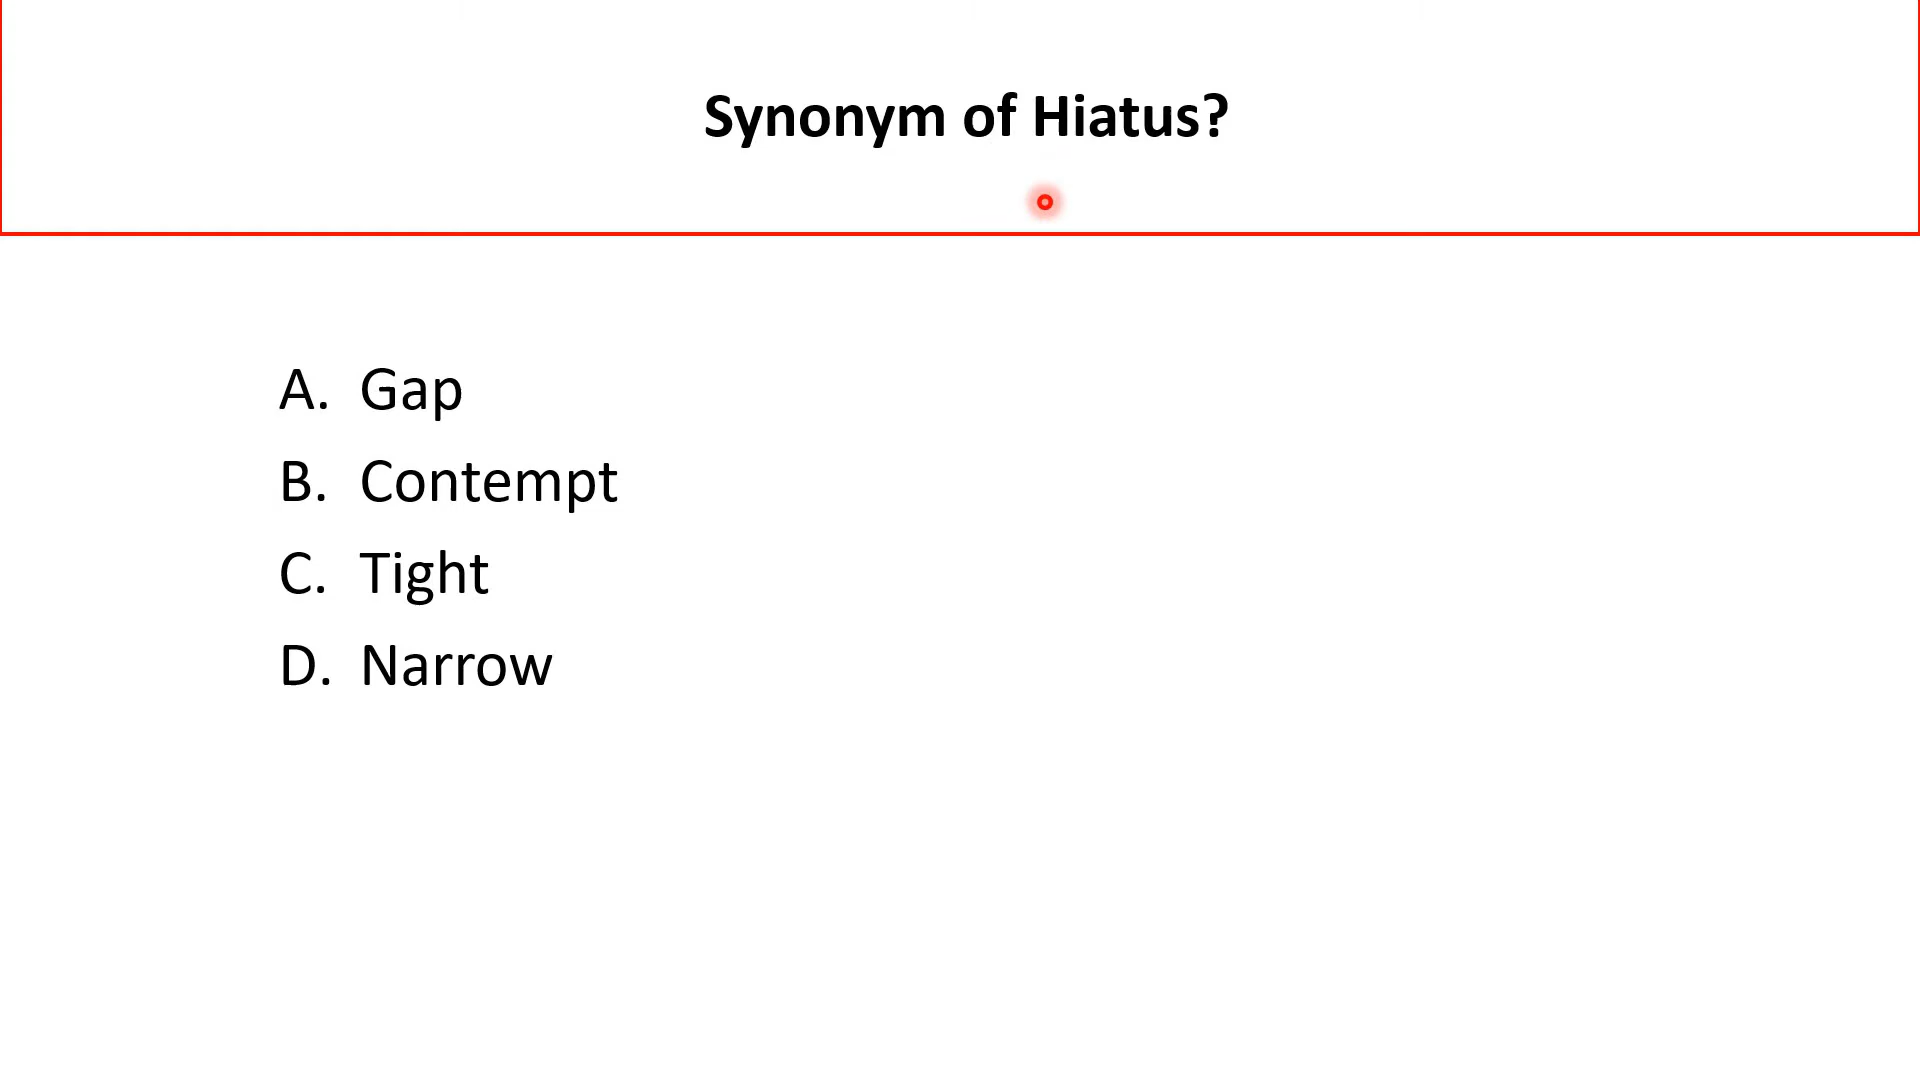 Synonym of Hiatus?
A. Gap
B. Contempt
C. Tight
D. Narrow